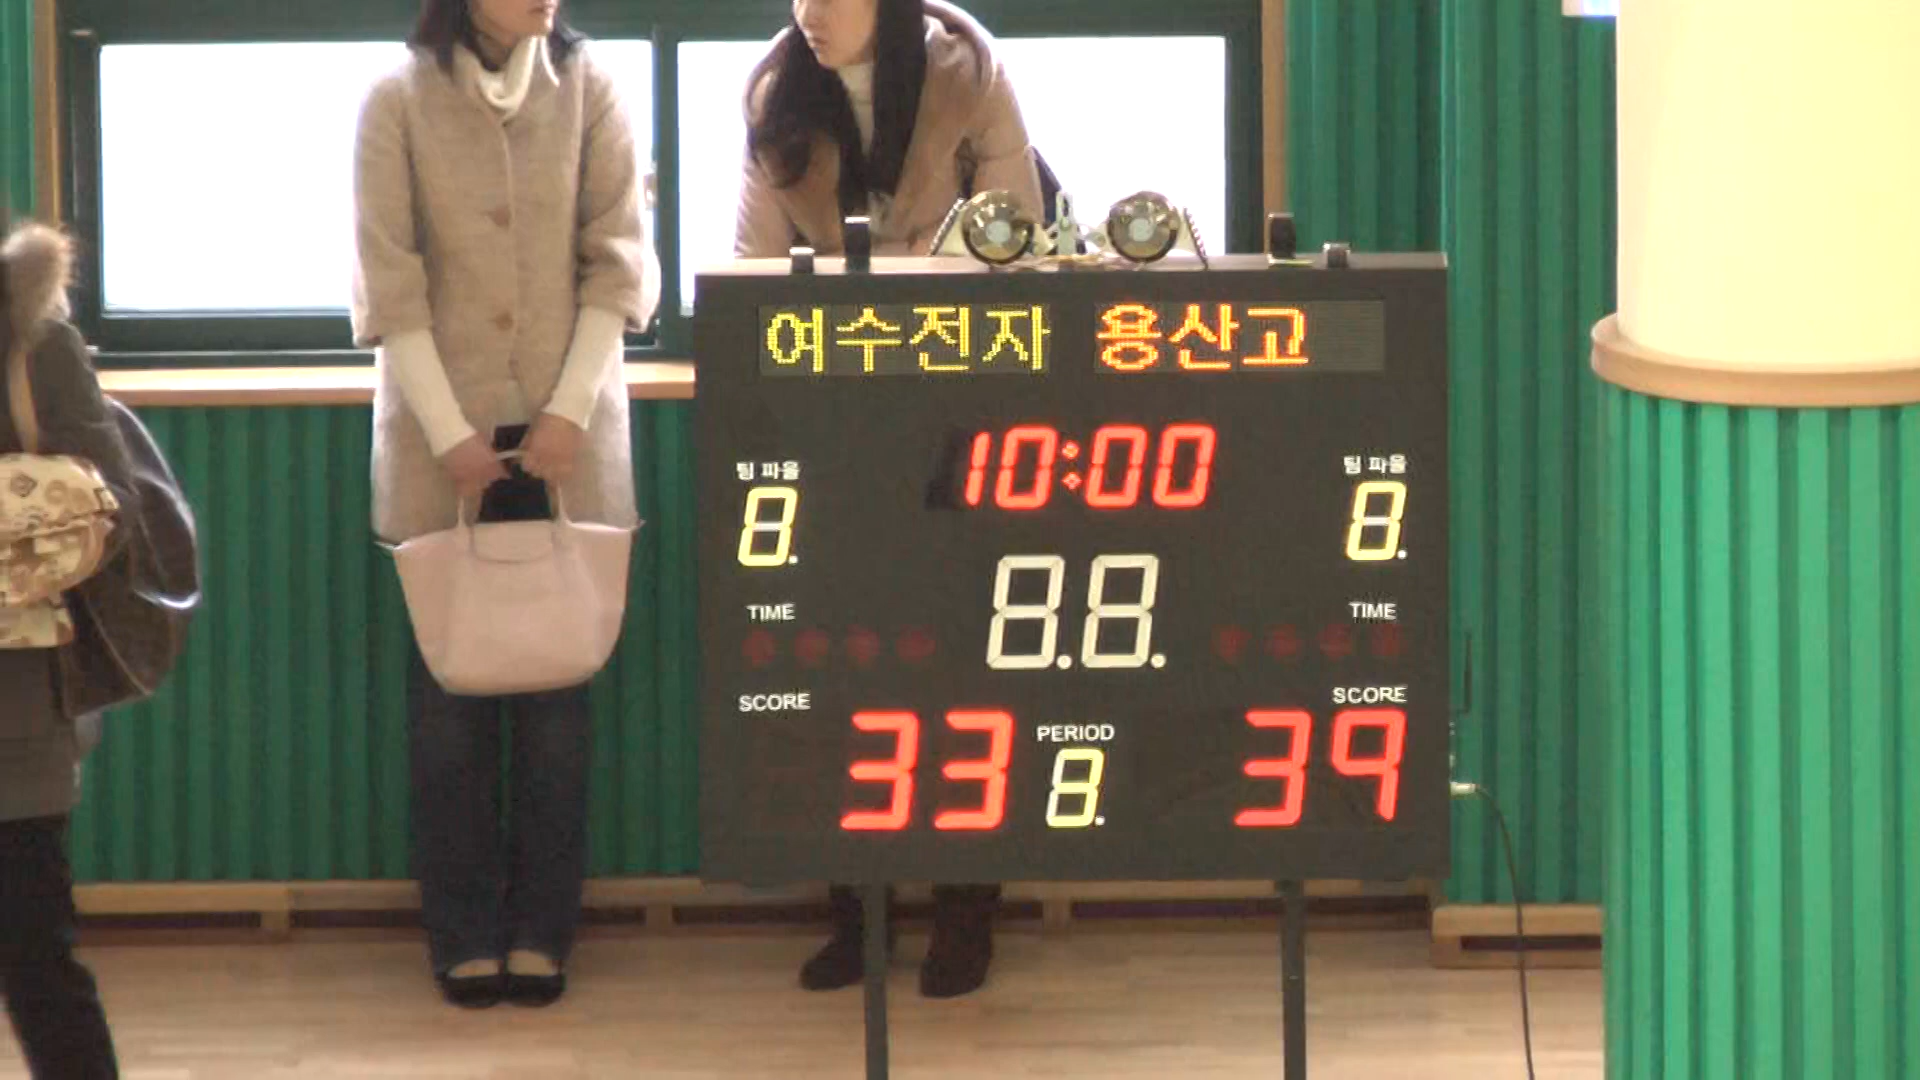 여수전자 용산고
10:00
팀 파울 팀 파울
8. 8.
8.8.
TIME TIME
SCORE SCORE
33 PERIOD 39
8.